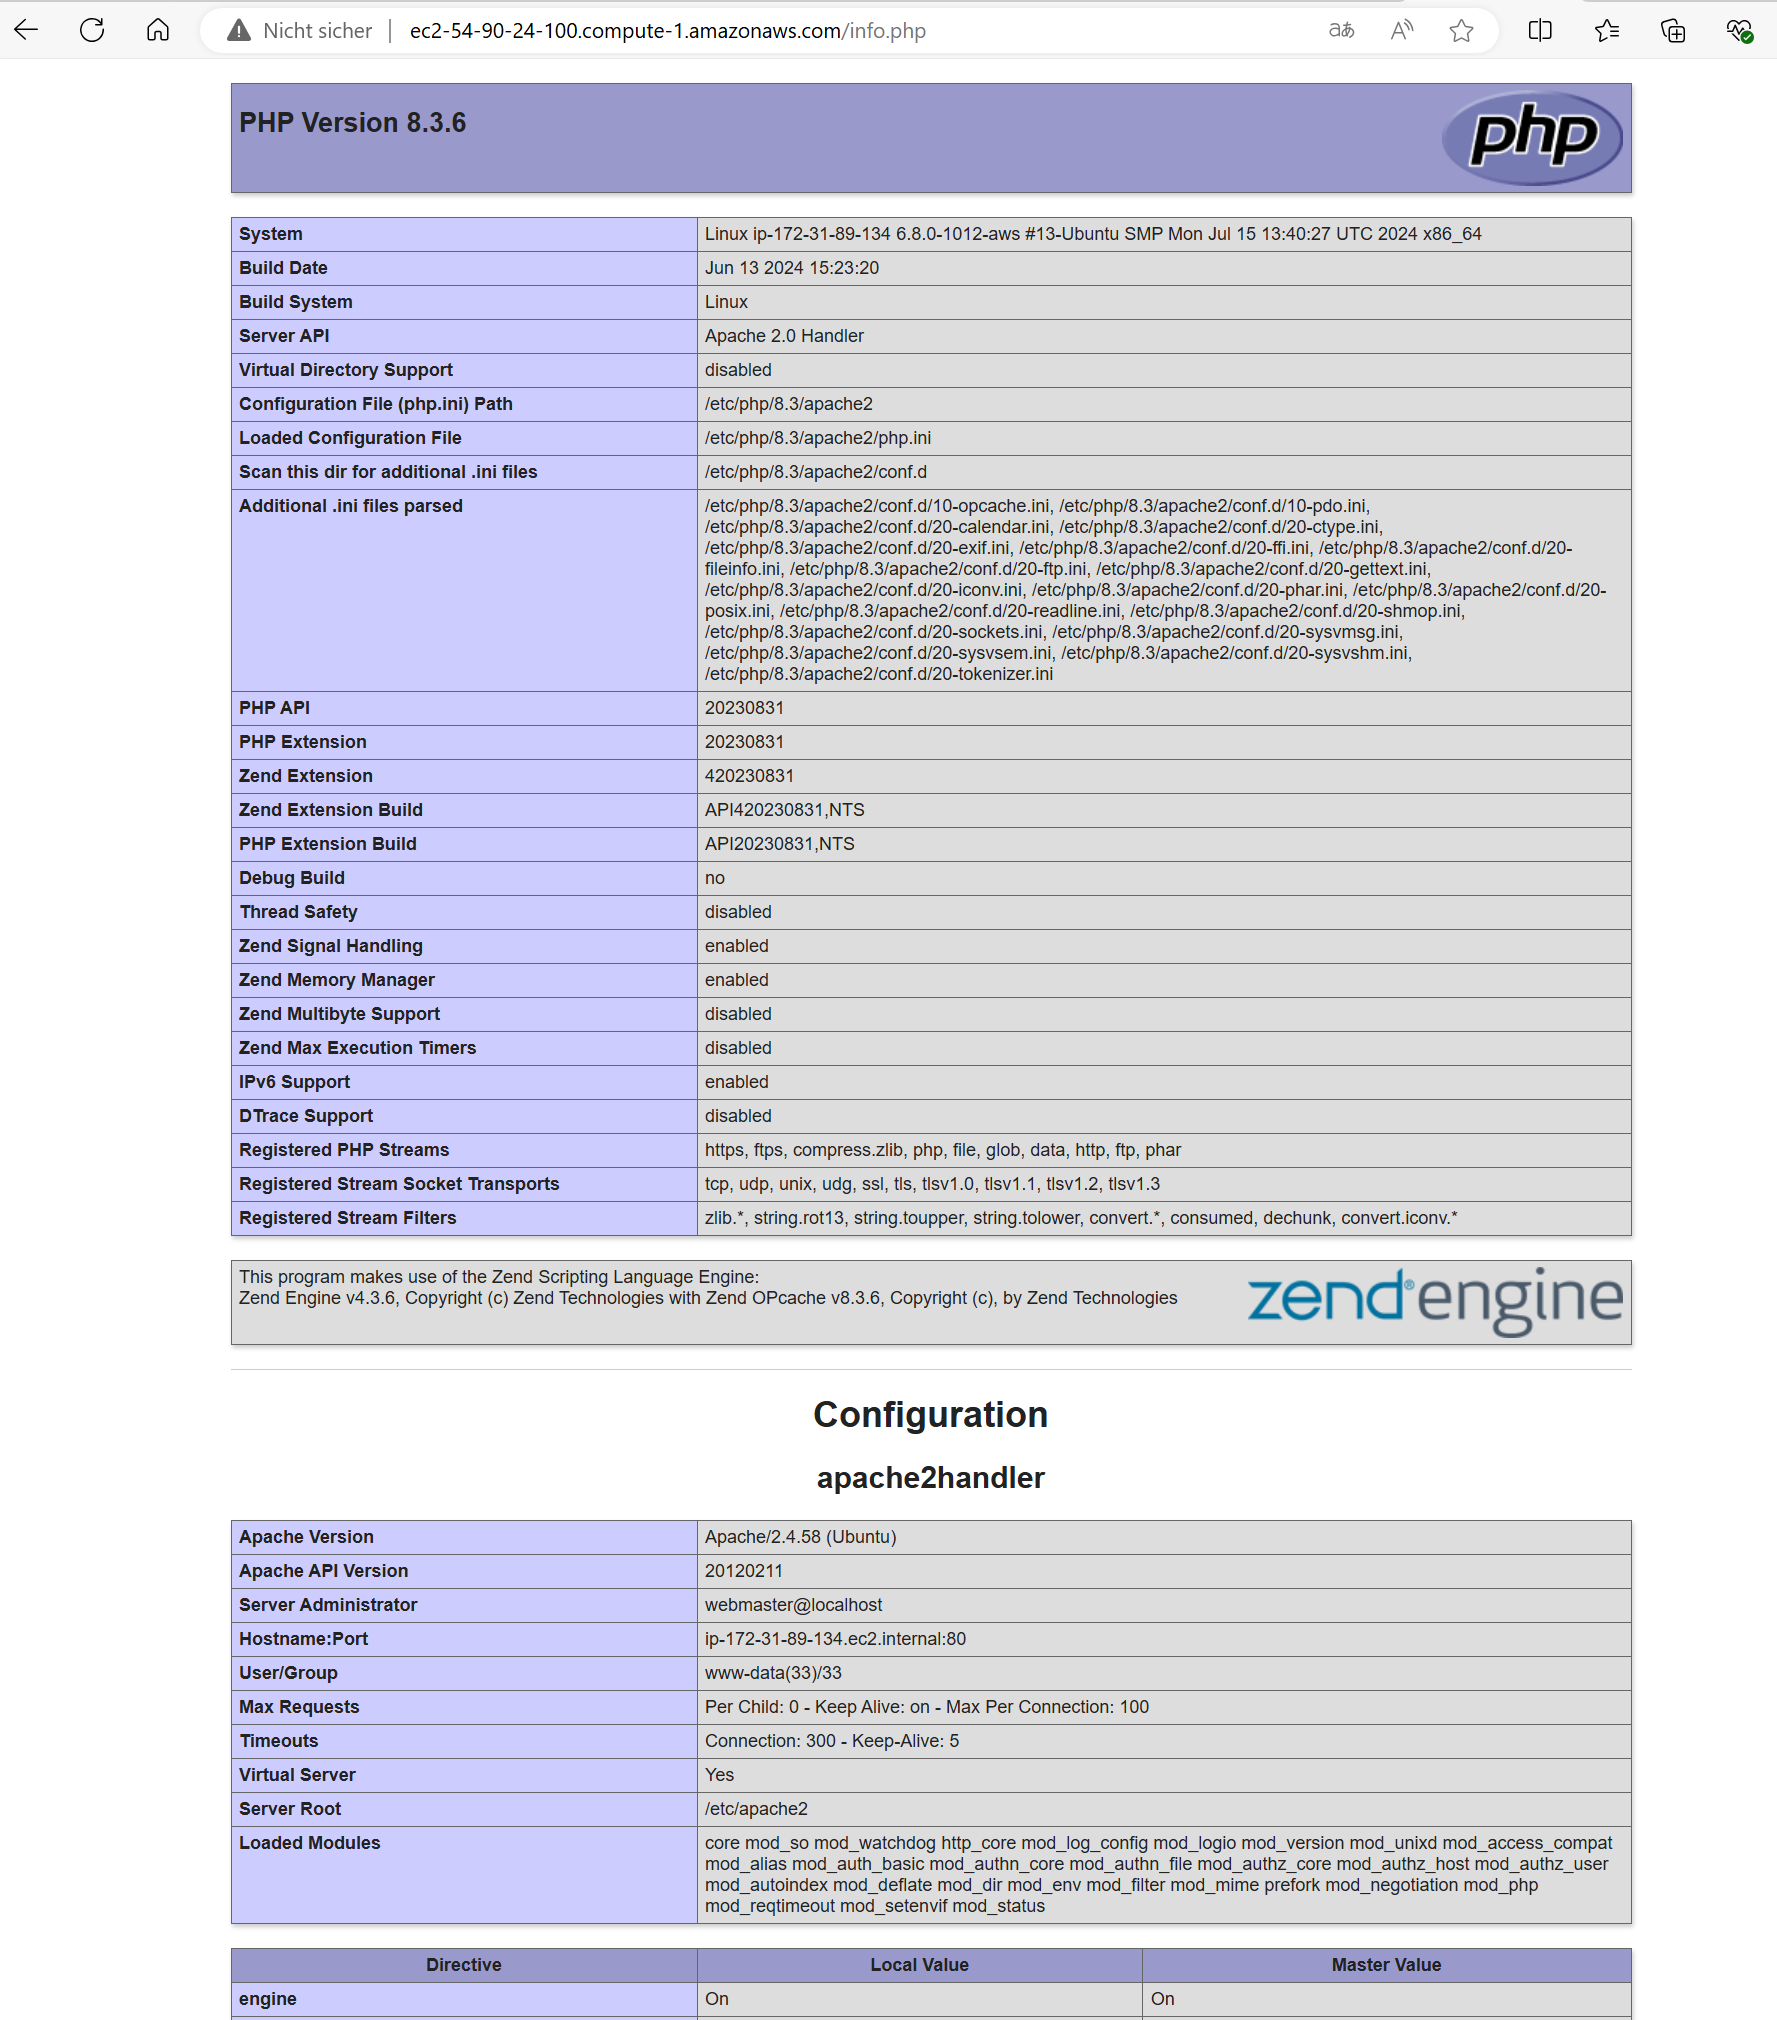 Nicht sicher | ec2-54-90-24-100.compute-1.amazonaws.com/info.php aあ A
PHP Version 8.3.6
php
System Linux ip-172-31-89-134 6.8.0-1012-aws #13-Ubuntu SMP Mon Jul 15 13:40:27 UTC 2024 x86_64
Build Date Jun 13 2024 15:23:20
Build System Linux
Server API Apache 2.0 Handler
Virtual Directory Support disabled
Configuration File (php.ini) Path /etc/php/8.3/apache2
Loaded Configuration File /etc/php/8.3/apache2/php.ini
Scan this dir for additional .ini files /etc/php/8.3/apache2/conf.d
Additional .ini files parsed /etc/php/8.3/apache2/conf.d/10-opcache.ini, /etc/php/8.3/apache2/conf.d/10-pdo.ini,
/etc/php/8.3/apache2/conf.d/20-calendar.ini, /etc/php/8.3/apache2/conf.d/20-ctype.ini,
/etc/php/8.3/apache2/conf.d/20-exif.ini, /etc/php/8.3/apache2/conf.d/20-ffi.ini, /etc/php/8.3/apache2/conf.d/20-
fileinfo.ini, /etc/php/8.3/apache2/conf.d/20-ftp.ini, /etc/php/8.3/apache2/conf.d/20-gettext.ini,
/etc/php/8.3/apache2/conf.d/20-iconv.ini, /etc/php/8.3/apache2/conf.d/20-phar.ini, /etc/php/8.3/apache2/conf.d/20-
posix.ini, /etc/php/8.3/apache2/conf.d/20-readline.ini, /etc/php/8.3/apache2/conf.d/20-shmop.ini,
/etc/php/8.3/apache2/conf.d/20-sockets.ini, /etc/php/8.3/apache2/conf.d/20-sysvmsg.ini,
/etc/php/8.3/apache2/conf.d/20-sysvsem.ini, /etc/php/8.3/apache2/conf.d/20-sysvshm.ini,
/etc/php/8.3/apache2/conf.d/20-tokenizer.ini
PHP API 20230831
PHP Extension 20230831
Zend Extension 420230831
Zend Extension Build API420230831,NTS
PHP Extension Build API20230831,NTS
Debug Build no
Thread Safety disabled
Zend Signal Handling enabled
Zend Memory Manager enabled
Zend Multibyte Support disabled
Zend Max Execution Timers disabled
IPv6 Support enabled
DTrace Support disabled
Registered PHP Streams https, ftps, compress.zlib, php, file, glob, data, http, ftp, phar
Registered Stream Socket Transports tcp, udp, unix, udg, ssl, tls, tlsv1.0, tlsv1.1, tlsv1.2, tlsv1.3
Registered Stream Filters zlib.*, string.rot13, string.toupper, string.tolower, convert.*, consumed, dechunk, convert.iconv.*
This program makes use of the Zend Scripting Language Engine:
Zend Engine v4.3.6, Copyright (c) Zend Technologies with Zend OPcache v8.3.6, Copyright (c), by Zend Technologies
zend® engine
Configuration
apache2handler
Apache Version Apache/2.4.58 (Ubuntu)
Apache API Version 20120211
Server Administrator webmaster@localhost
Hostname:Port ip-172-31-89-134.ec2.internal:80
User/Group www-data(33)/33
Max Requests Per Child: 0 - Keep Alive: on - Max Per Connection: 100
Timeouts Connection: 300 - Keep-Alive: 5
Virtual Server Yes
Server Root /etc/apache2
Loaded Modules core mod_so mod_watchdog http_core mod_log_config mod_logio mod_version mod_unixd mod_access_compat
mod_alias mod_auth_basic mod_authn_core mod_authn_file mod_authz_core mod_authz_host mod_authz_user
mod_autoindex mod_deflate mod_dir mod_env mod_filter mod_mime prefork mod_negotiation mod_php
mod_reqtimeout mod_setenvif mod_status
Directive Local Value Master Value
engine On On